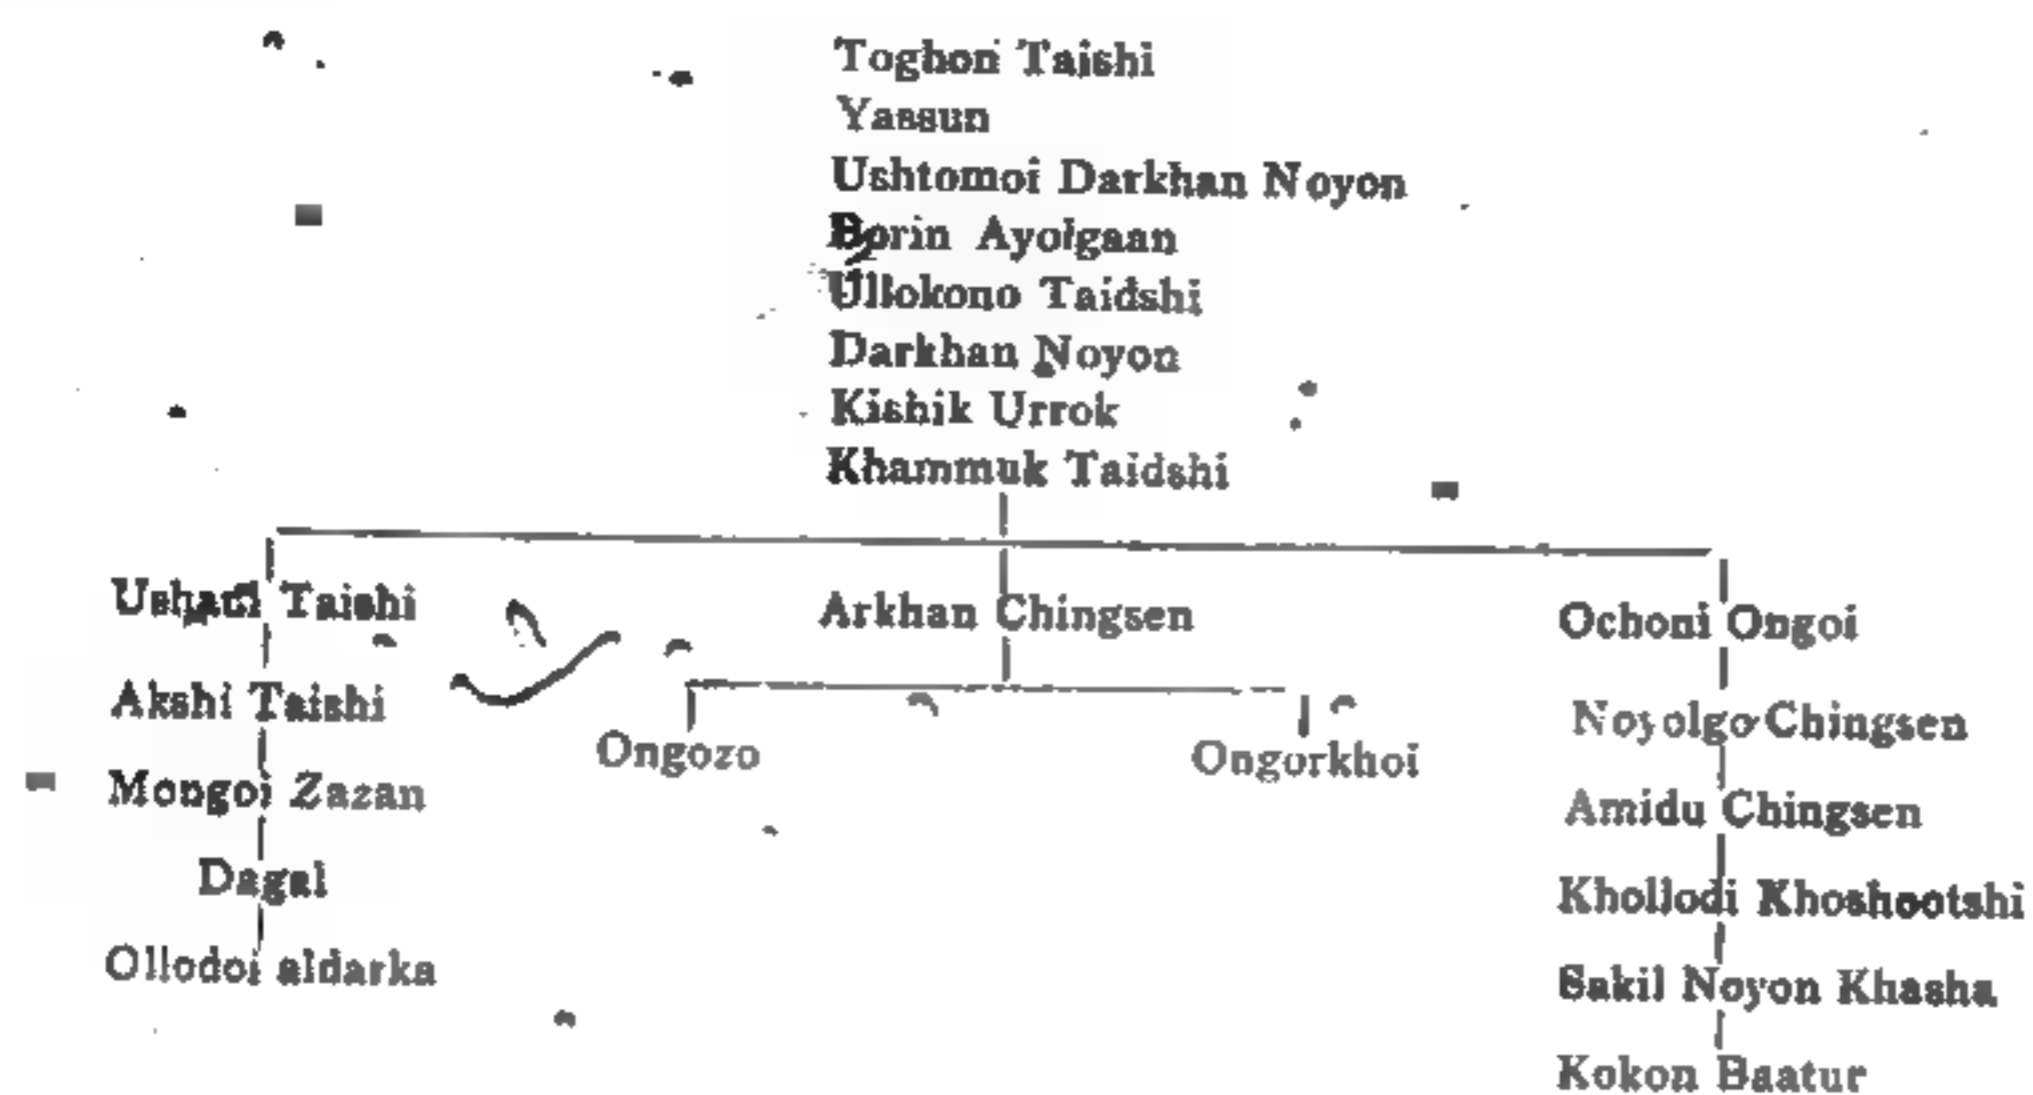 Toghon Taishi
Yassun
Ushtomoi Darkhan Noyon
Borin Ayolgaan
Ullokono Taidshi
Darkhan Noyon
Kishik Urrok
Khammuk Taidshi
Taishi Arkhan Chingsen Ochoni Ongoi
Akshi Taishi Noyolgo Chingsen
Ongozo Ongorkhoi
Mongoi Zazan Amidu Chingsen
Dagal Khollodi Khoshootshi
Ollodoi aldarka Sakil Noyon Khasha
Kokon Baatur